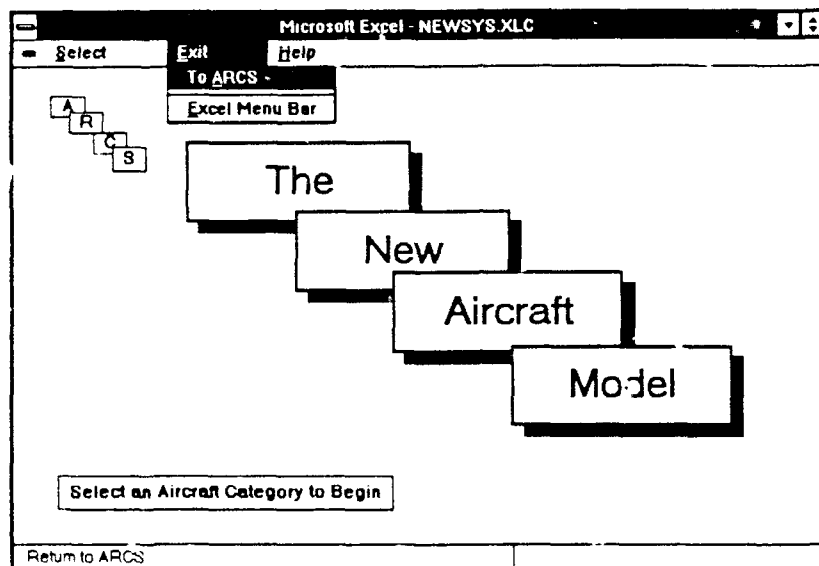 Microsoft Excel - NEWSYS.XLC
Select Exit Help
To ARCS
Excel Menu Bar
A
R
C
S
The
New
Aircraft
Model
Select an Aircraft Category to Begin
Return to ARCS